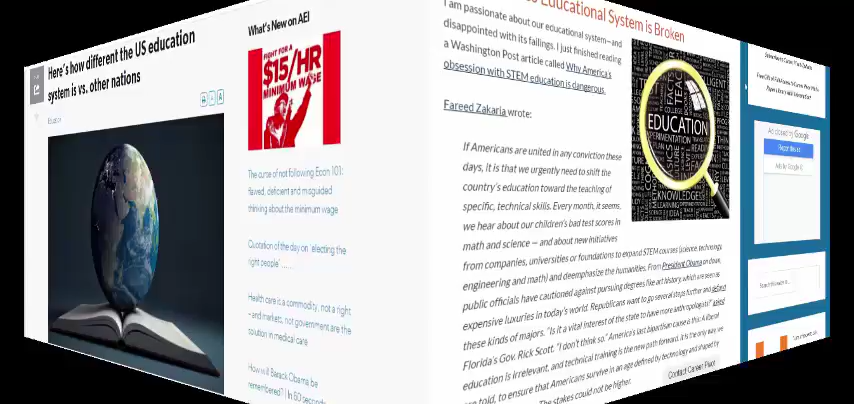 Here's how different the US education
system is vs. other nations
Education
What's New on AEI
FIGHT FOR A
$15/HR
MINIMUM WAGE
The curse of not following Econ 101:
flawed, deficient and misguided
thinking about the minimum wage
Quotation of the day on 'electing the
right people'......
Health care is a commodity, not a right
– and markets, not government are the
solution in medical care
How will Barack Obama be
remembered? | In 60 seconds
Educational System is Broken
I am passionate about our educational system—and
disappointed with its failings. I just finished reading
a Washington Post article called Why America's
obsession with STEM education is dangerous.
Fareed Zakaria wrote:
If Americans are united in any conviction these
days, it is that we urgently need to shift the
country's education toward the teaching of
specific, technical skills. Every month, it seems,
we hear about our children's bad test scores in
math and science — and about new initiatives
from companies, universities or foundations to expand STEM courses (science, technology,
engineering and math) and deemphasize the humanities. From President Obama on down,
public officials have cautioned against pursuing degrees like art history, which are seen as
expensive luxuries in today's world. Republicans want to go several steps further and defund
these kinds of majors. "Is it a vital interest of the state to have more anthropologists?" asked
Florida's Gov. Rick Scott. "I don't think so." America's last bipartisan cause is this: A liberal
education is irrelevant, and technical training is the new path forward. It is the only way we
are told, to ensure that Americans survive in an age defined by technology and shaped by
The stakes could not be higher.
EDUCATION
KNOWLEDGE
Contact Career Pivot
Ad closed by Google
Report this ad